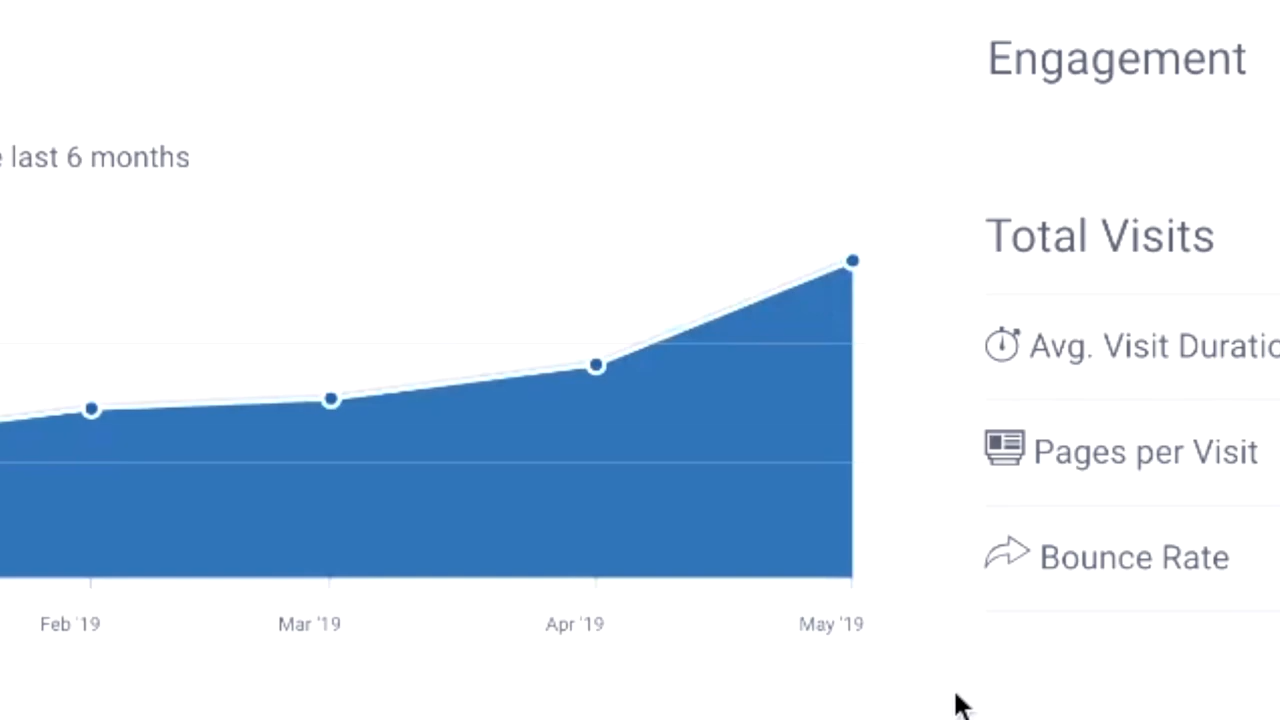 Engagement
last 6 months
Total Visits
Avg. Visit
Pages per Visit
Bounce Rate
Feb '19 Mar '19 Apr '19 May '19